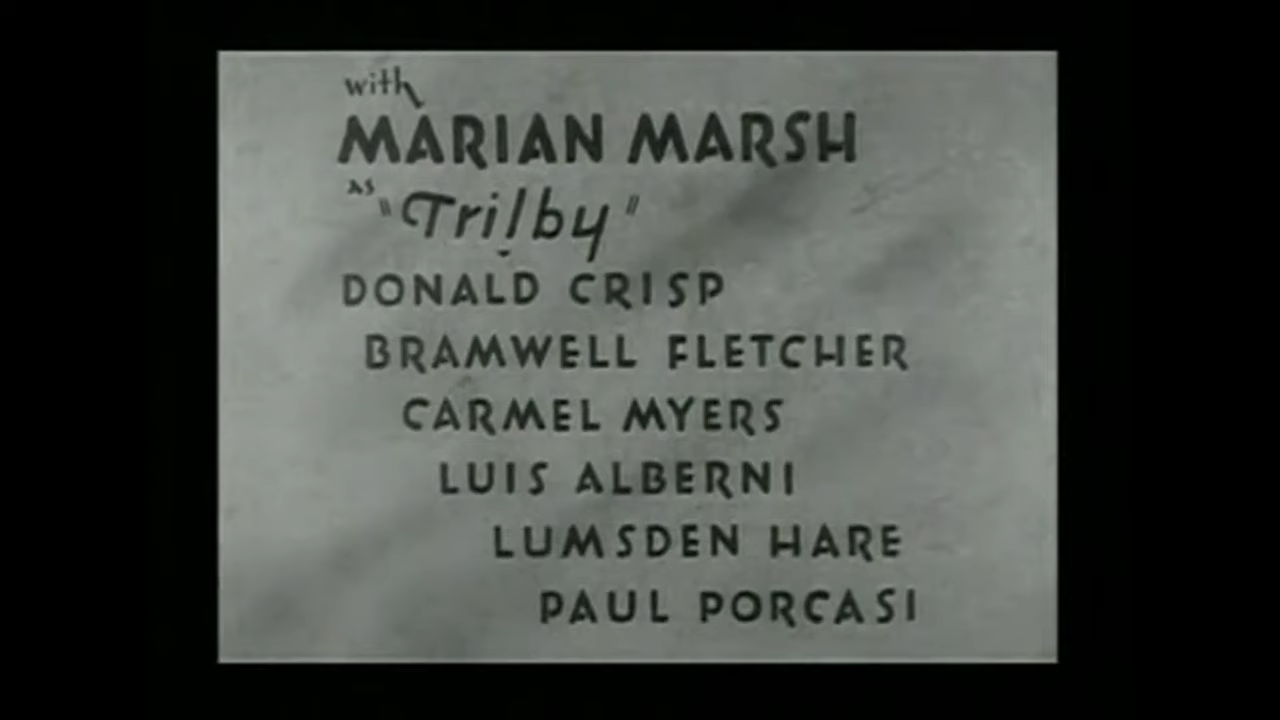 with
MARIAN MARSH
as
"Trilby"
DONALD CRISP
BRAMWELL FLETCHER
CARMEL MYERS
LUIS ALBERNI
LUMSDEN HARE
PAUL PORCASI